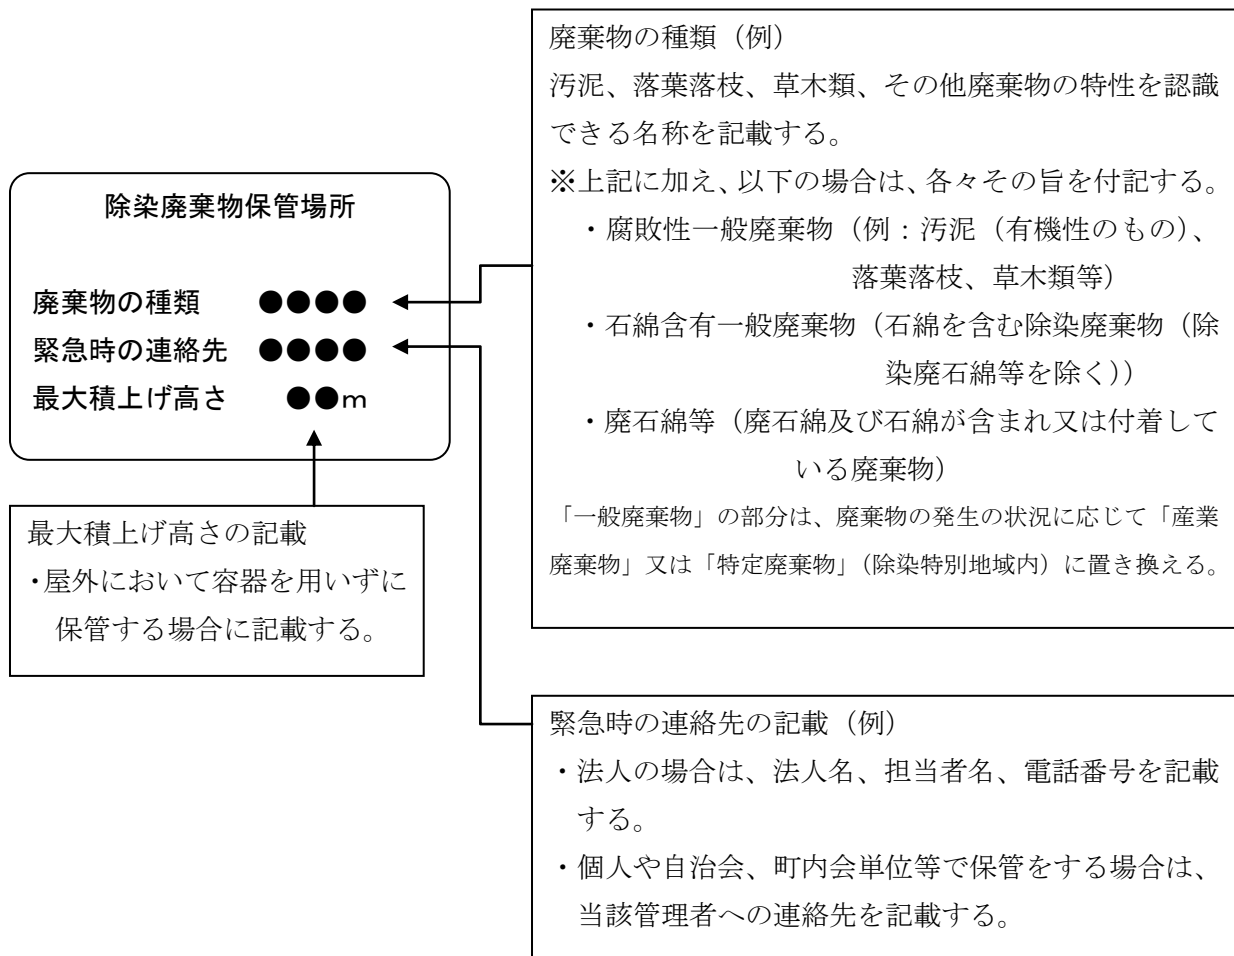 除染廃棄物保管場所
廃棄物の種類 ●●●●
緊急時の連絡先 ●●●●
最大積上げ高さ ●●m
最大積上げ高さの記載
・屋外において容器を用いずに
保管する場合に記載する。
廃棄物の種類（例）
汚泥、落葉落枝、草木類、その他廃棄物の特性を認識
できる名称を記載する。
※上記に加え、以下の場合は、各々その旨を付記する。
・腐敗性一般廃棄物（例：汚泥（有機性のもの）、
落葉落枝、草木類等）
・石綿含有一般廃棄物（石綿を含む除染廃棄物（除
染廃石綿等を除く））
・廃石綿等（廃石綿及び石綿が含まれ又は付着して
いる廃棄物）
「一般廃棄物」の部分は、廃棄物の発生の状況に応じて「産業
廃棄物」又は「特定廃棄物」（除染特別地域内）に置き換える。
緊急時の連絡先の記載（例）
・法人の場合は、法人名、担当者名、電話番号を記載
する。
・個人や自治会、町内会単位等で保管をする場合は、
当該管理者への連絡先を記載する。